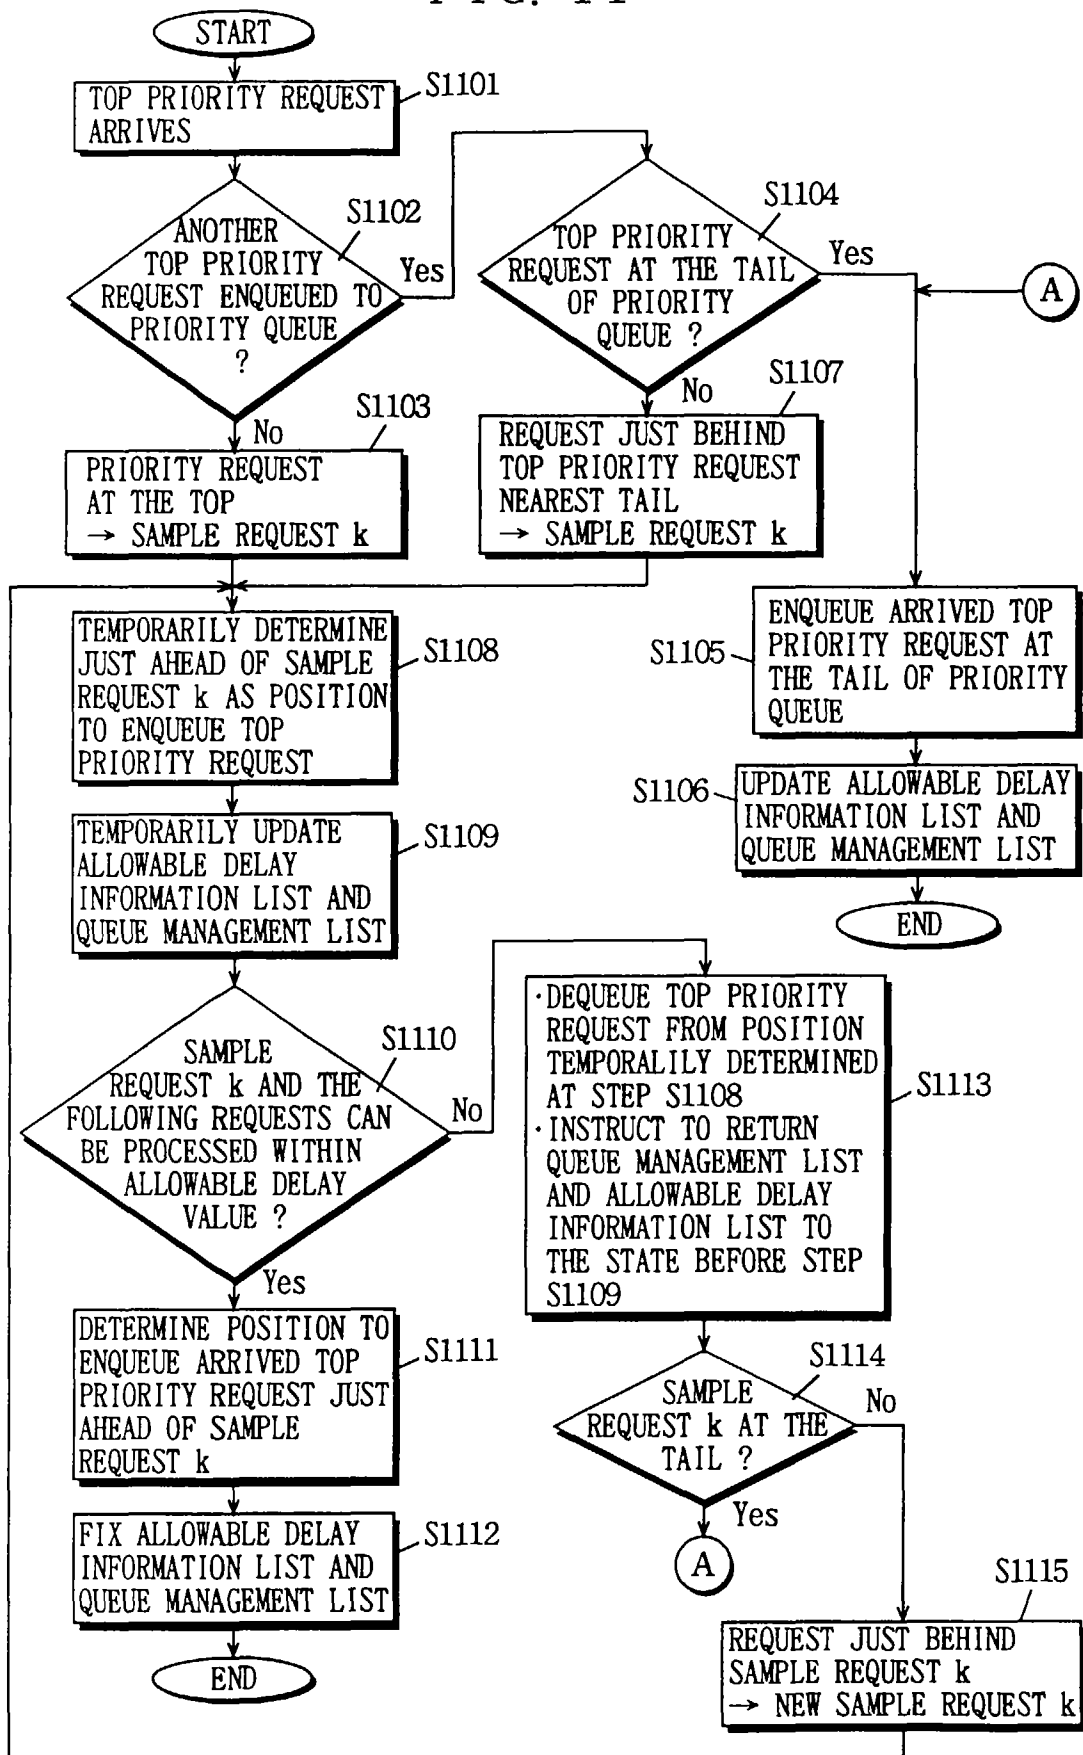 FIG. 11
START
S1101
TOP PRIORITY REQUEST
ARRIVES
S1102
ANOTHER
TOP PRIORITY
REQUEST ENQUEUED TO
PRIORITY QUEUE
?
Yes
No
S1104
TOP PRIORITY
REQUEST AT THE TAIL
OF PRIORITY
QUEUE ?
Yes
No
A
S1103
PRIORITY REQUEST
AT THE TOP
→ SAMPLE REQUEST k
S1107
REQUEST JUST BEHIND
TOP PRIORITY REQUEST
NEAREST TAIL
→ SAMPLE REQUEST k
S1105
ENQUEUE ARRIVED TOP
PRIORITY REQUEST AT
THE TAIL OF PRIORITY
QUEUE
S1106
UPDATE ALLOWABLE DELAY
INFORMATION LIST AND
QUEUE MANAGEMENT LIST
END
S1108
TEMPORARILY DETERMINE
JUST AHEAD OF SAMPLE
REQUEST k AS POSITION
TO ENQUEUE TOP
PRIORITY REQUEST
S1109
TEMPORARILY UPDATE
ALLOWABLE DELAY
INFORMATION LIST AND
QUEUE MANAGEMENT LIST
S1110
SAMPLE
REQUEST k AND THE
FOLLOWING REQUESTS CAN
BE PROCESSED WITHIN
ALLOWABLE DELAY
VALUE ?
No
Yes
S1113
·DEQUEUE TOP PRIORITY
REQUEST FROM POSITION
TEMPORALILY DETERMINED
AT STEP S1108
·INSTRUCT TO RETURN
QUEUE MANAGEMENT LIST
AND ALLOWABLE DELAY
INFORMATION LIST TO
THE STATE BEFORE STEP
S1109
S1111
DETERMINE POSITION TO
ENQUEUE ARRIVED TOP
PRIORITY REQUEST JUST
AHEAD OF SAMPLE
REQUEST k
S1112
FIX ALLOWABLE DELAY
INFORMATION LIST AND
QUEUE MANAGEMENT LIST
END
S1114
SAMPLE
REQUEST k AT THE
TAIL ?
No
Yes
A
S1115
REQUEST JUST BEHIND
SAMPLE REQUEST k
→ NEW SAMPLE REQUEST k